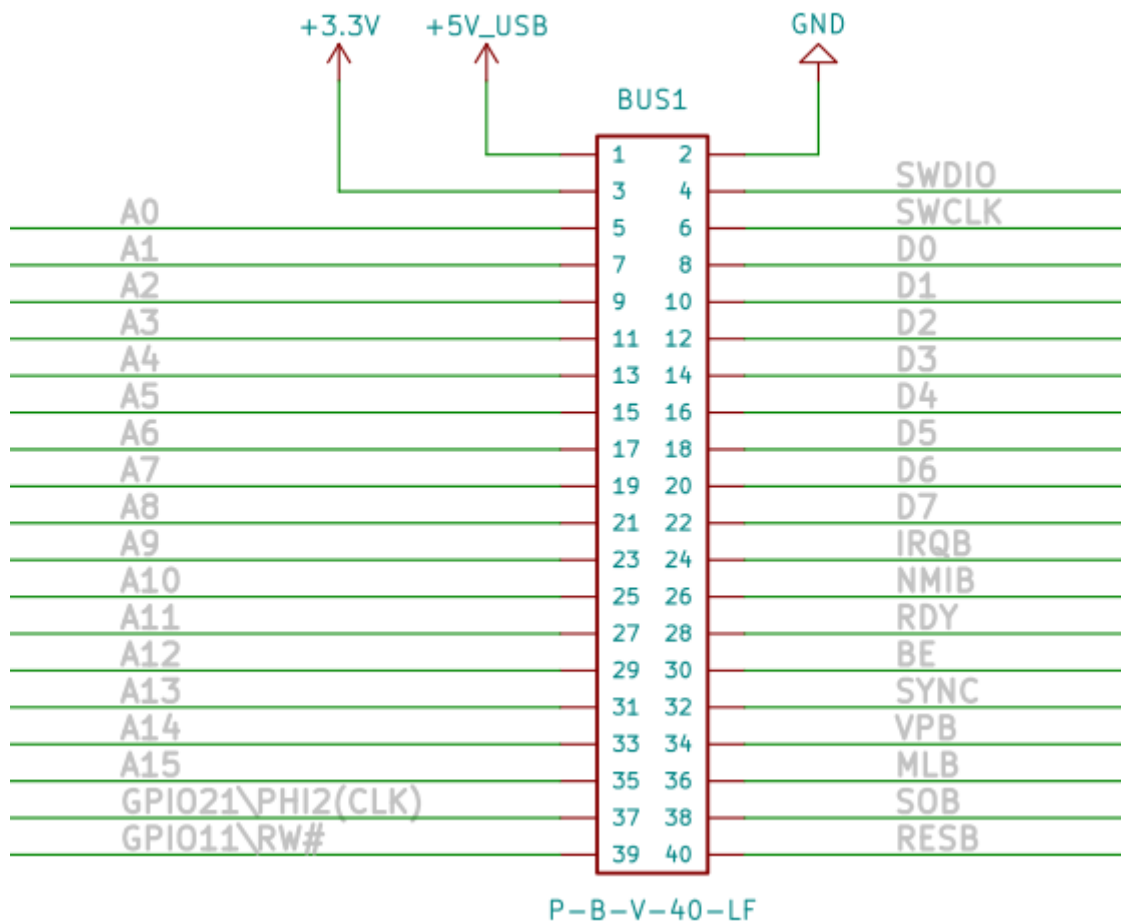 +3.3V +5V_USB GND
BUS1
1 2
3 4 SWDIO
A0 5 6 SWCLK
A1 7 8 D0
A2 9 10 D1
A3 11 12 D2
A4 13 14 D3
A5 15 16 D4
A6 17 18 D5
A7 19 20 D6
A8 21 22 D7
A9 23 24 IRQB
A10 25 26 NMIB
A11 27 28 RDY
A12 29 30 BE
A13 31 32 SYNC
A14 33 34 VPB
A15 35 36 MLB
GPIO21\PHI2(CLK) 37 38 SOB
GPIO11\RW# 39 40 RESB
P-B-V-40-LF